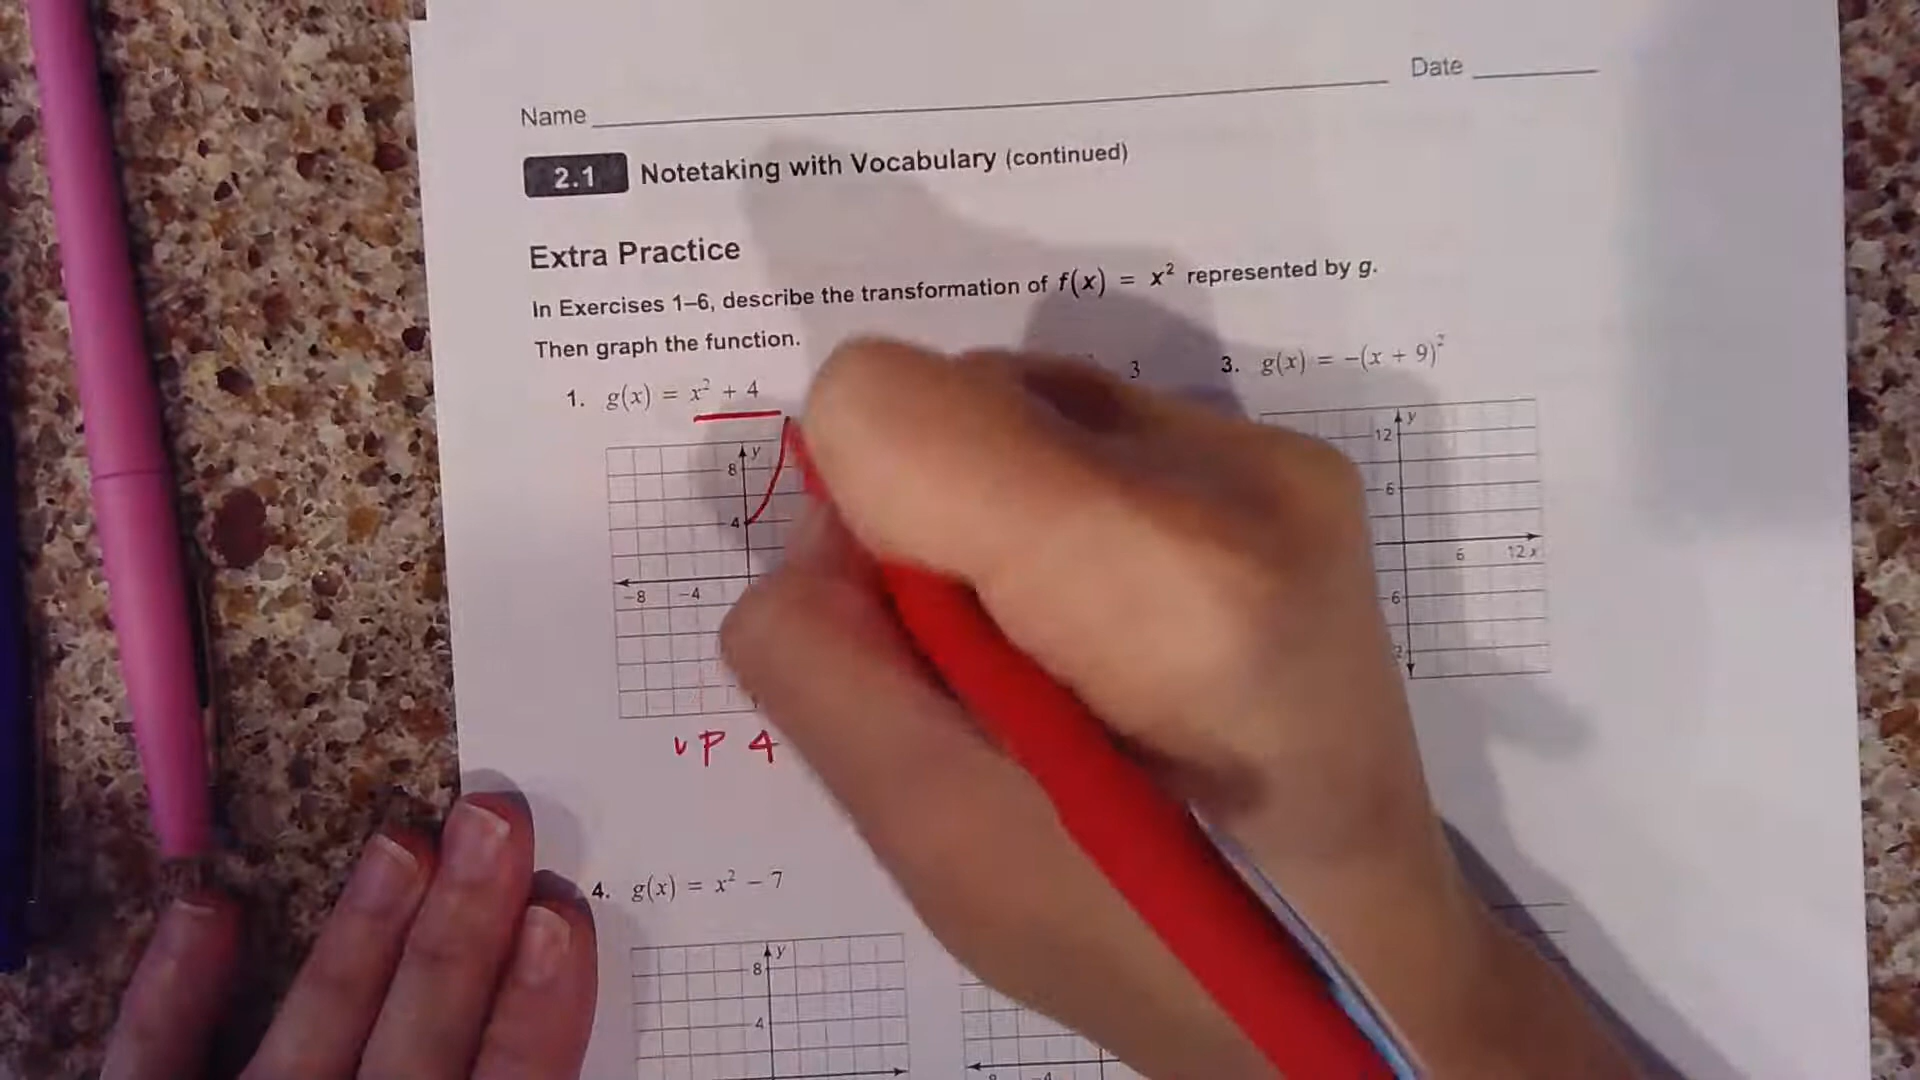 Name Date
2.1 Notetaking with Vocabulary (continued)
Extra Practice
In Exercises 1–6, describe the transformation of f(x) = x² represented by g.
Then graph the function.
1. g(x) = x² + 4
3
3. g(x) = −(x + 9)²
y
8
4
−8 −4
y
12
6
6 12 x
−6
up 4
4. g(x) = x² − 7
y
8
4